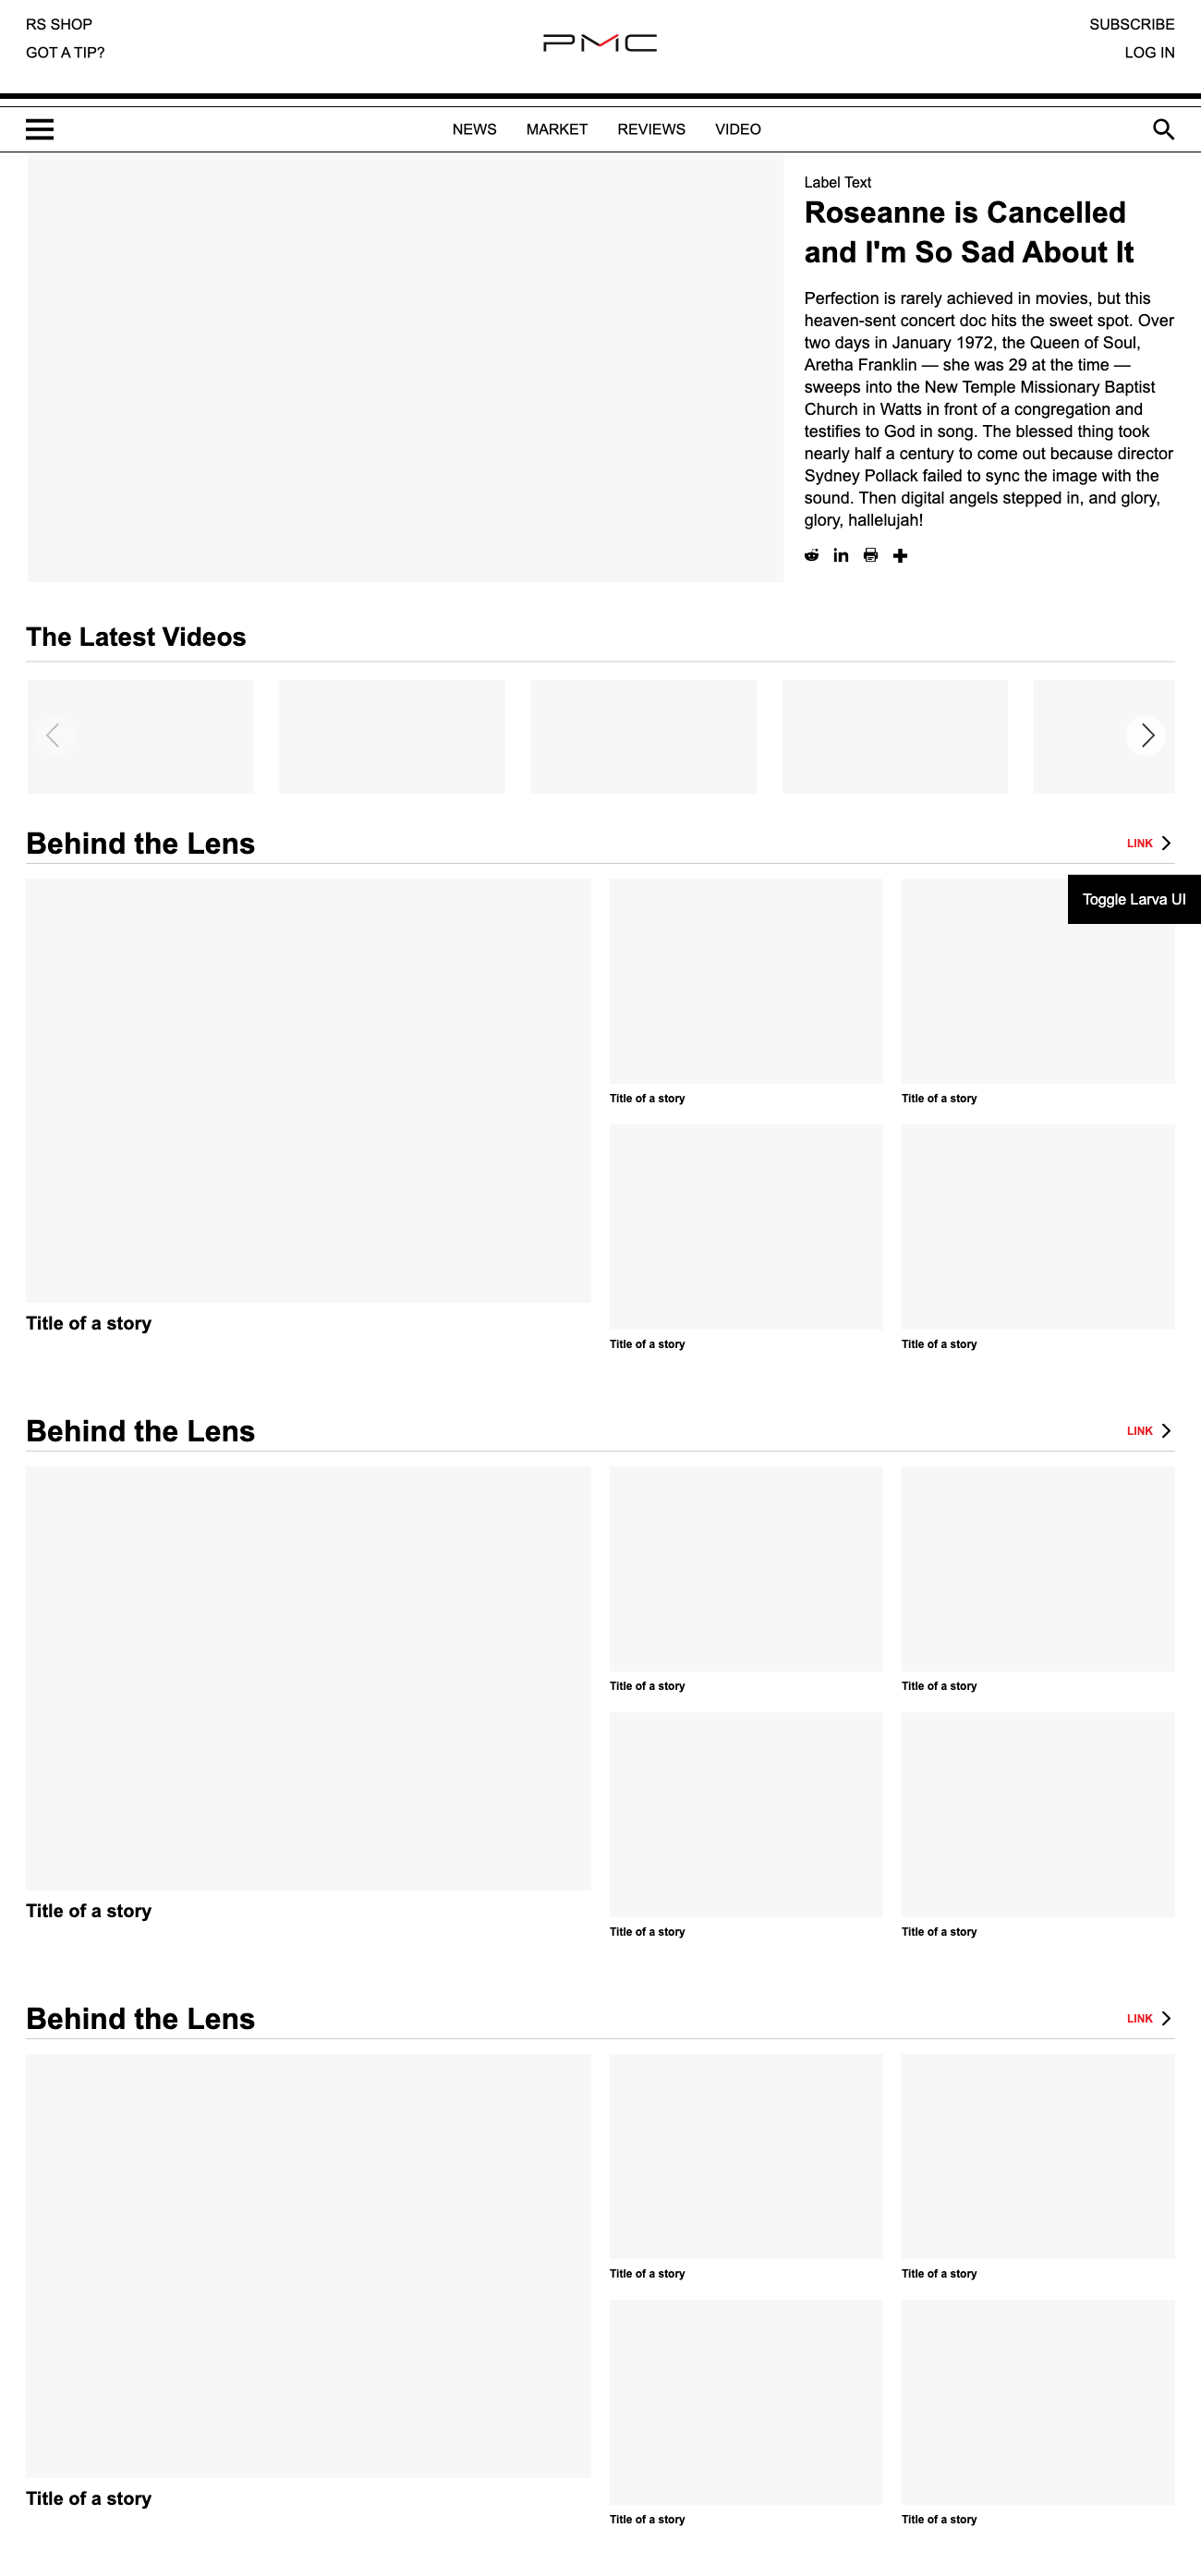 RS SHOP
GOT A TIP?
PMC
SUBSCRIBE
LOG IN
NEWS MARKET REVIEWS VIDEO
Label Text
Roseanne is Cancelled
and I'm So Sad About It
Perfection is rarely achieved in movies, but this
heaven-sent concert doc hits the sweet spot. Over
two days in January 1972, the Queen of Soul,
Aretha Franklin — she was 29 at the time —
sweeps into the New Temple Missionary Baptist
Church in Watts in front of a congregation and
testifies to God in song. The blessed thing took
nearly half a century to come out because director
Sydney Pollack failed to sync the image with the
sound. Then digital angels stepped in, and glory,
glory, hallelujah!
in
The Latest Videos
Behind the Lens
LINK
Toggle Larva UI
Title of a story
Title of a story
Title of a story
Title of a story
Title of a story
Behind the Lens
LINK
Title of a story
Title of a story
Title of a story
Title of a story
Title of a story
Behind the Lens
LINK
Title of a story
Title of a story
Title of a story
Title of a story
Title of a story